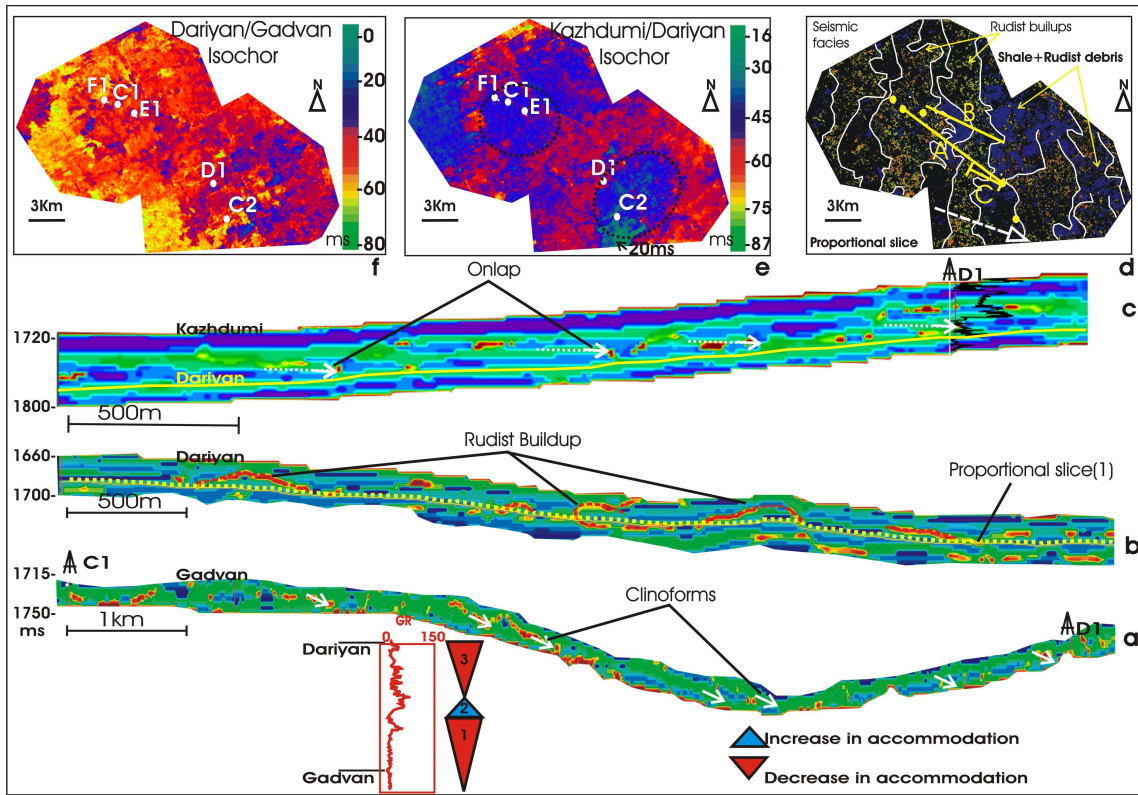 Dariyan/Gadvan
Isochor
F1
C1
E1
D1
C2
N
3Km
-0
-20
-40
-60
-80
ms
f
Kazhdumi/Dariyan
Isochor
F1
C1
E1
D1
C2
N
3Km
20ms
-16
-30
-45
-60
-75
-87
ms
e
Seismic
facies
Rudist buildups
Shale+Rudist debris
N
B
A
C
3Km
Proportional slice
d
Onlap
D1
c
Kazhdumi
1720-
Dariyan
1800-
500m
Rudist Buildup
1660-
Dariyan
Proportional slice(1)
1700-
500m
b
C1
1715-
Gadvan
Clinoforms
1750-
ms
1km
D1
a
GR
0 150
Dariyan
3
2
1
Gadvan
Increase in accommodation
Decrease in accommodation